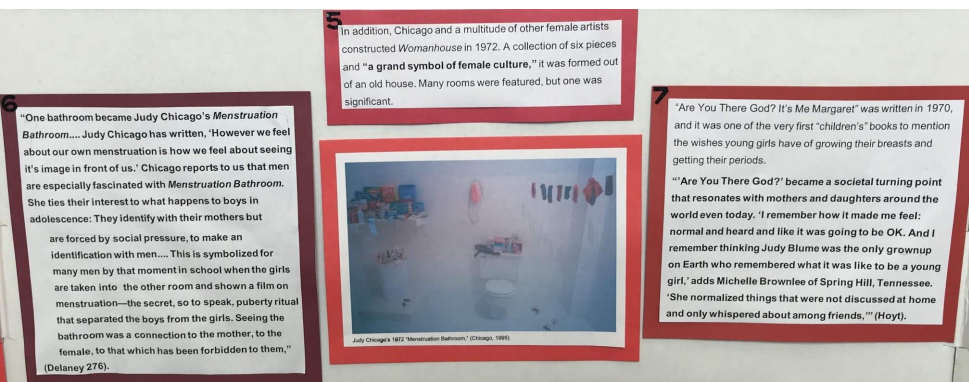 5
In addition, Chicago and a multitude of other female artists
constructed Womanhouse in 1972. A collection of six pieces
and “a grand symbol of female culture,” it was formed out
of an old house. Many rooms were featured, but one was
significant.
6
“One bathroom became Judy Chicago’s Menstruation
Bathroom.... Judy Chicago has written, ‘However we feel
about our own menstruation is how we feel about seeing
it’s image in front of us.’ Chicago reports to us that men
are especially fascinated with Menstruation Bathroom.
She ties their interest to what happens to boys in
adolescence: They identify with their mothers but
are forced by social pressure, to make an
identification with men.... This is symbolized for
many men by that moment in school when the girls
are taken into the other room and shown a film on
menstruation—the secret, so to speak, puberty ritual
that separated the boys from the girls. Seeing the
bathroom was a connection to the mother, to the
female, to that which has been forbidden to them,”
(Delaney 276).
Judy Chicago's 1972 "Menstruation Bathroom," (Chicago, 1995).
7
“Are You There God? It’s Me Margaret” was written in 1970,
and it was one of the very first “children’s” books to mention
the wishes young girls have of growing their breasts and
getting their periods.
“’Are You There God?’ became a societal turning point
that resonates with mothers and daughters around the
world even today. ‘I remember how it made me feel:
normal and heard and like it was going to be OK. And I
remember thinking Judy Blume was the only grownup
on Earth who remembered what it was like to be a young
girl,’ adds Michelle Brownlee of Spring Hill, Tennessee.
‘She normalized things that were not discussed at home
and only whispered about among friends,’” (Hoyt).